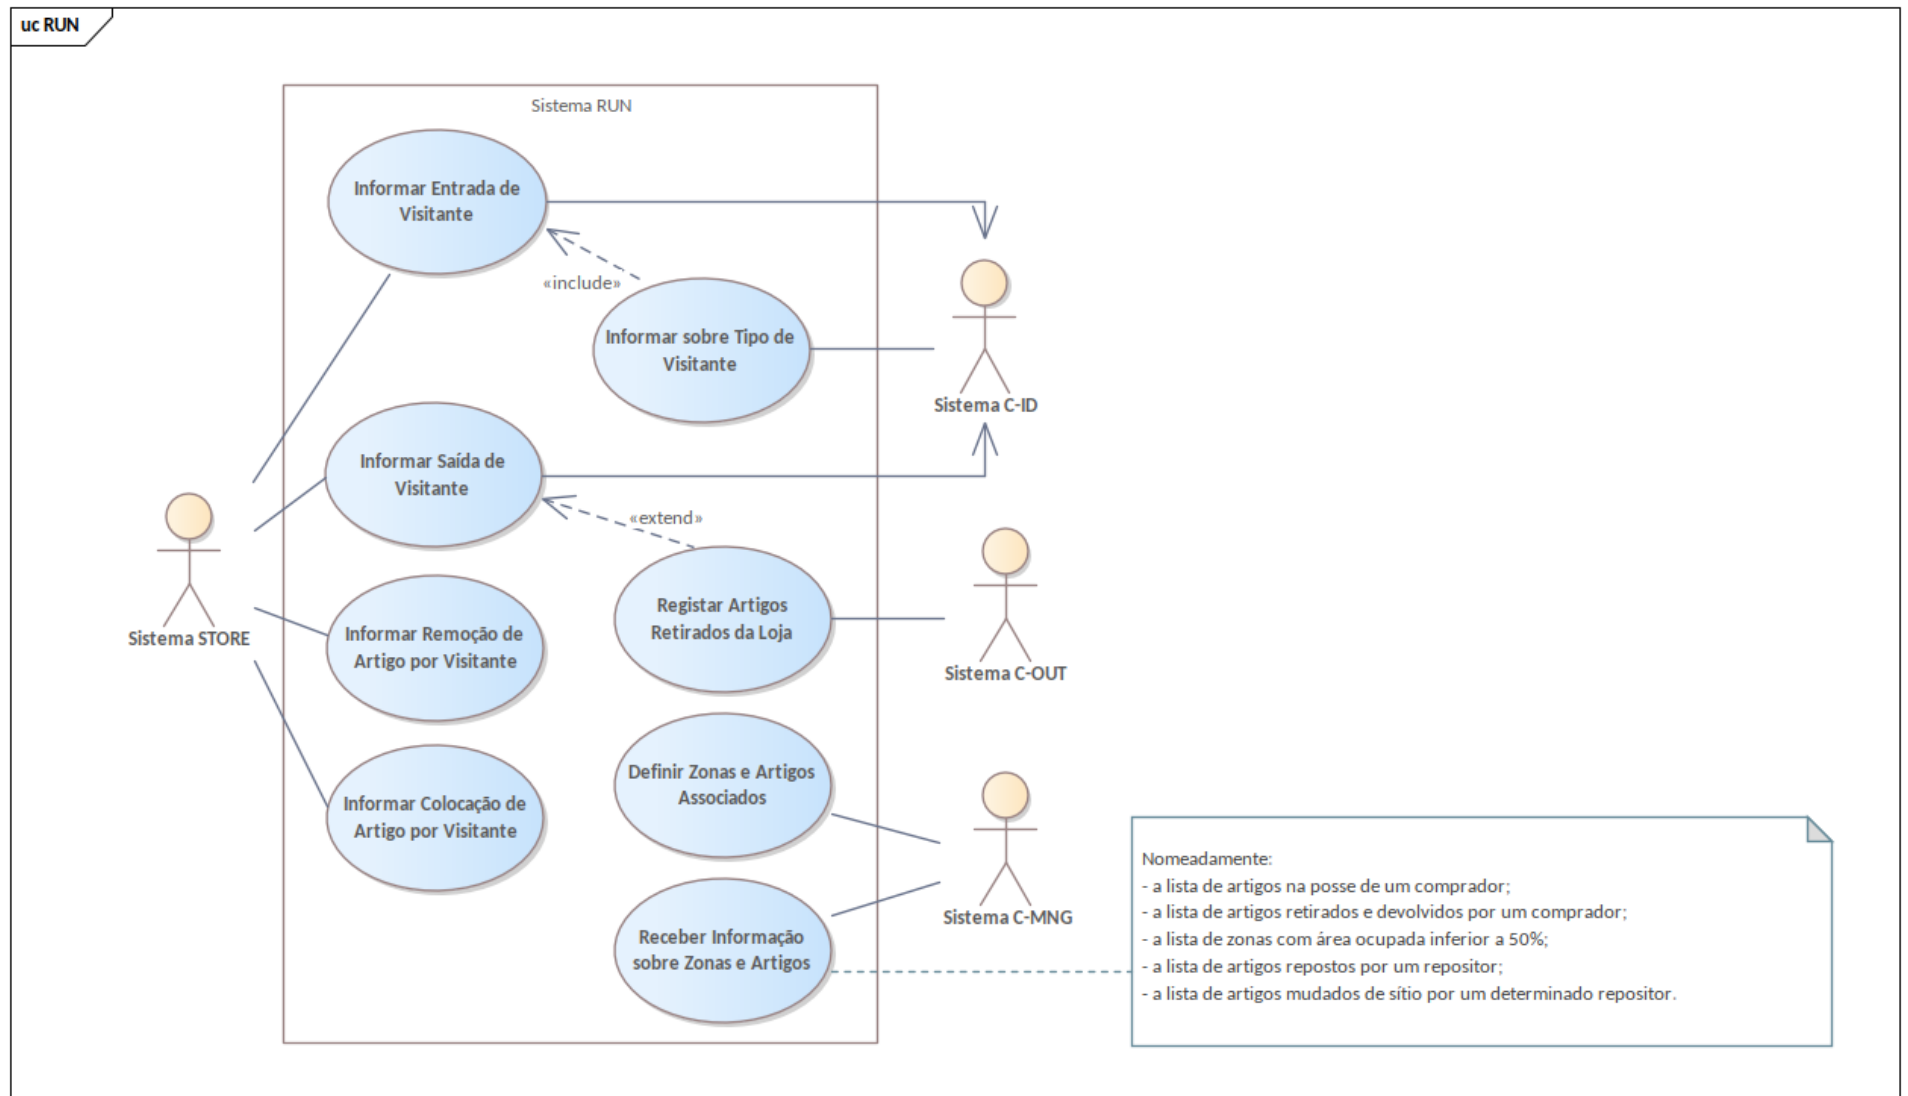 uc RUN
Sistema RUN
Informar Entrada de
Visitante
«include»
Informar sobre Tipo de
Visitante
Sistema C-ID
Informar Saída de
Visitante
«extend»
Sistema STORE
Registar Artigos
Retirados da Loja
Sistema C-OUT
Informar Remoção de
Artigo por Visitante
Definir Zonas e Artigos
Associados
Informar Colocação de
Artigo por Visitante
Sistema C-MNG
Receber Informação
sobre Zonas e Artigos
Nomeadamente:
- a lista de artigos na posse de um comprador;
- a lista de artigos retirados e devolvidos por um comprador;
- a lista de zonas com área ocupada inferior a 50%;
- a lista de artigos repostos por um repositor;
- a lista de artigos mudados de sítio por um determinado repositor.